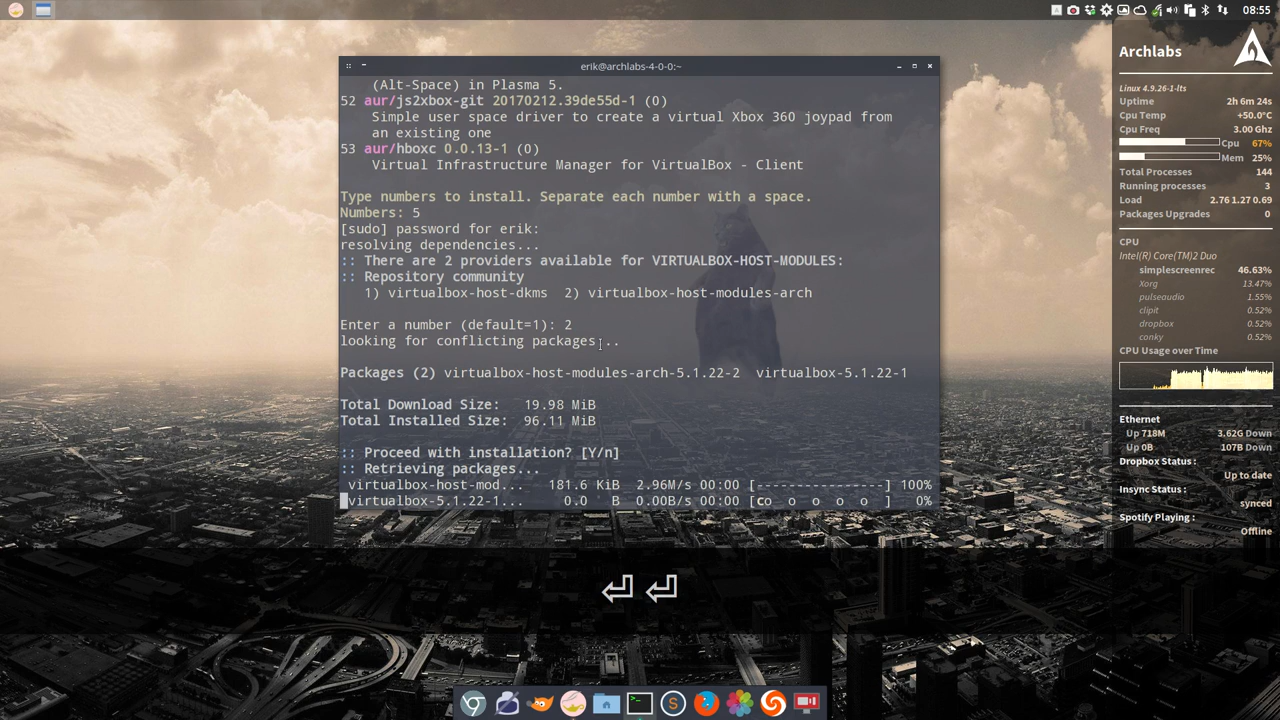 08:55
erik@archlabs-4-0-0:~
(Alt-Space) in Plasma 5.
52 aur/js2xbox-git 20170212.39de55d-1 (0)
Simple user space driver to create a virtual Xbox 360 joypad from
an existing one
53 aur/hboxc 0.0.13-1 (0)
Virtual Infrastructure Manager for VirtualBox - Client
Type numbers to install. Separate each number with a space.
Numbers: 5
[sudo] password for erik:
resolving dependencies...
:: There are 2 providers available for VIRTUALBOX-HOST-MODULES:
:: Repository community
1) virtualbox-host-dkms  2) virtualbox-host-modules-arch
Enter a number (default=1): 2
looking for conflicting packages...
Packages (2) virtualbox-host-modules-arch-5.1.22-2  virtualbox-5.1.22-1
Total Download Size:   19.98 MiB
Total Installed Size:  96.11 MiB
:: Proceed with installation? [Y/n]
:: Retrieving packages...
virtualbox-host-mod...   181.6 KiB  2.96M/s 00:00 [----------------] 100%
virtualbox-5.1.22-1...     0.0   B  0.00B/s 00:00 [co  o  o  o  o  ]   0%
Archlabs
Linux 4.9.26-1-lts
Uptime 2h 6m 24s
Cpu Temp +50.0°C
Cpu Freq 3.00 Ghz
Cpu 67%
Mem 25%
Total Processes 144
Running processes 3
Load 2.76 1.27 0.69
Packages Upgrades 0
CPU
Intel(R) Core(TM)2 Duo
simplescreenrec 46.63%
Xorg 13.47%
pulseaudio 1.55%
clipit 0.52%
dropbox 0.52%
conky 0.52%
CPU Usage over Time
Ethernet
Up 718M 3.62G Down
Up 0B 107B Down
Dropbox Status :
Up to date
Insync Status :
synced
Spotify Playing :
Offline